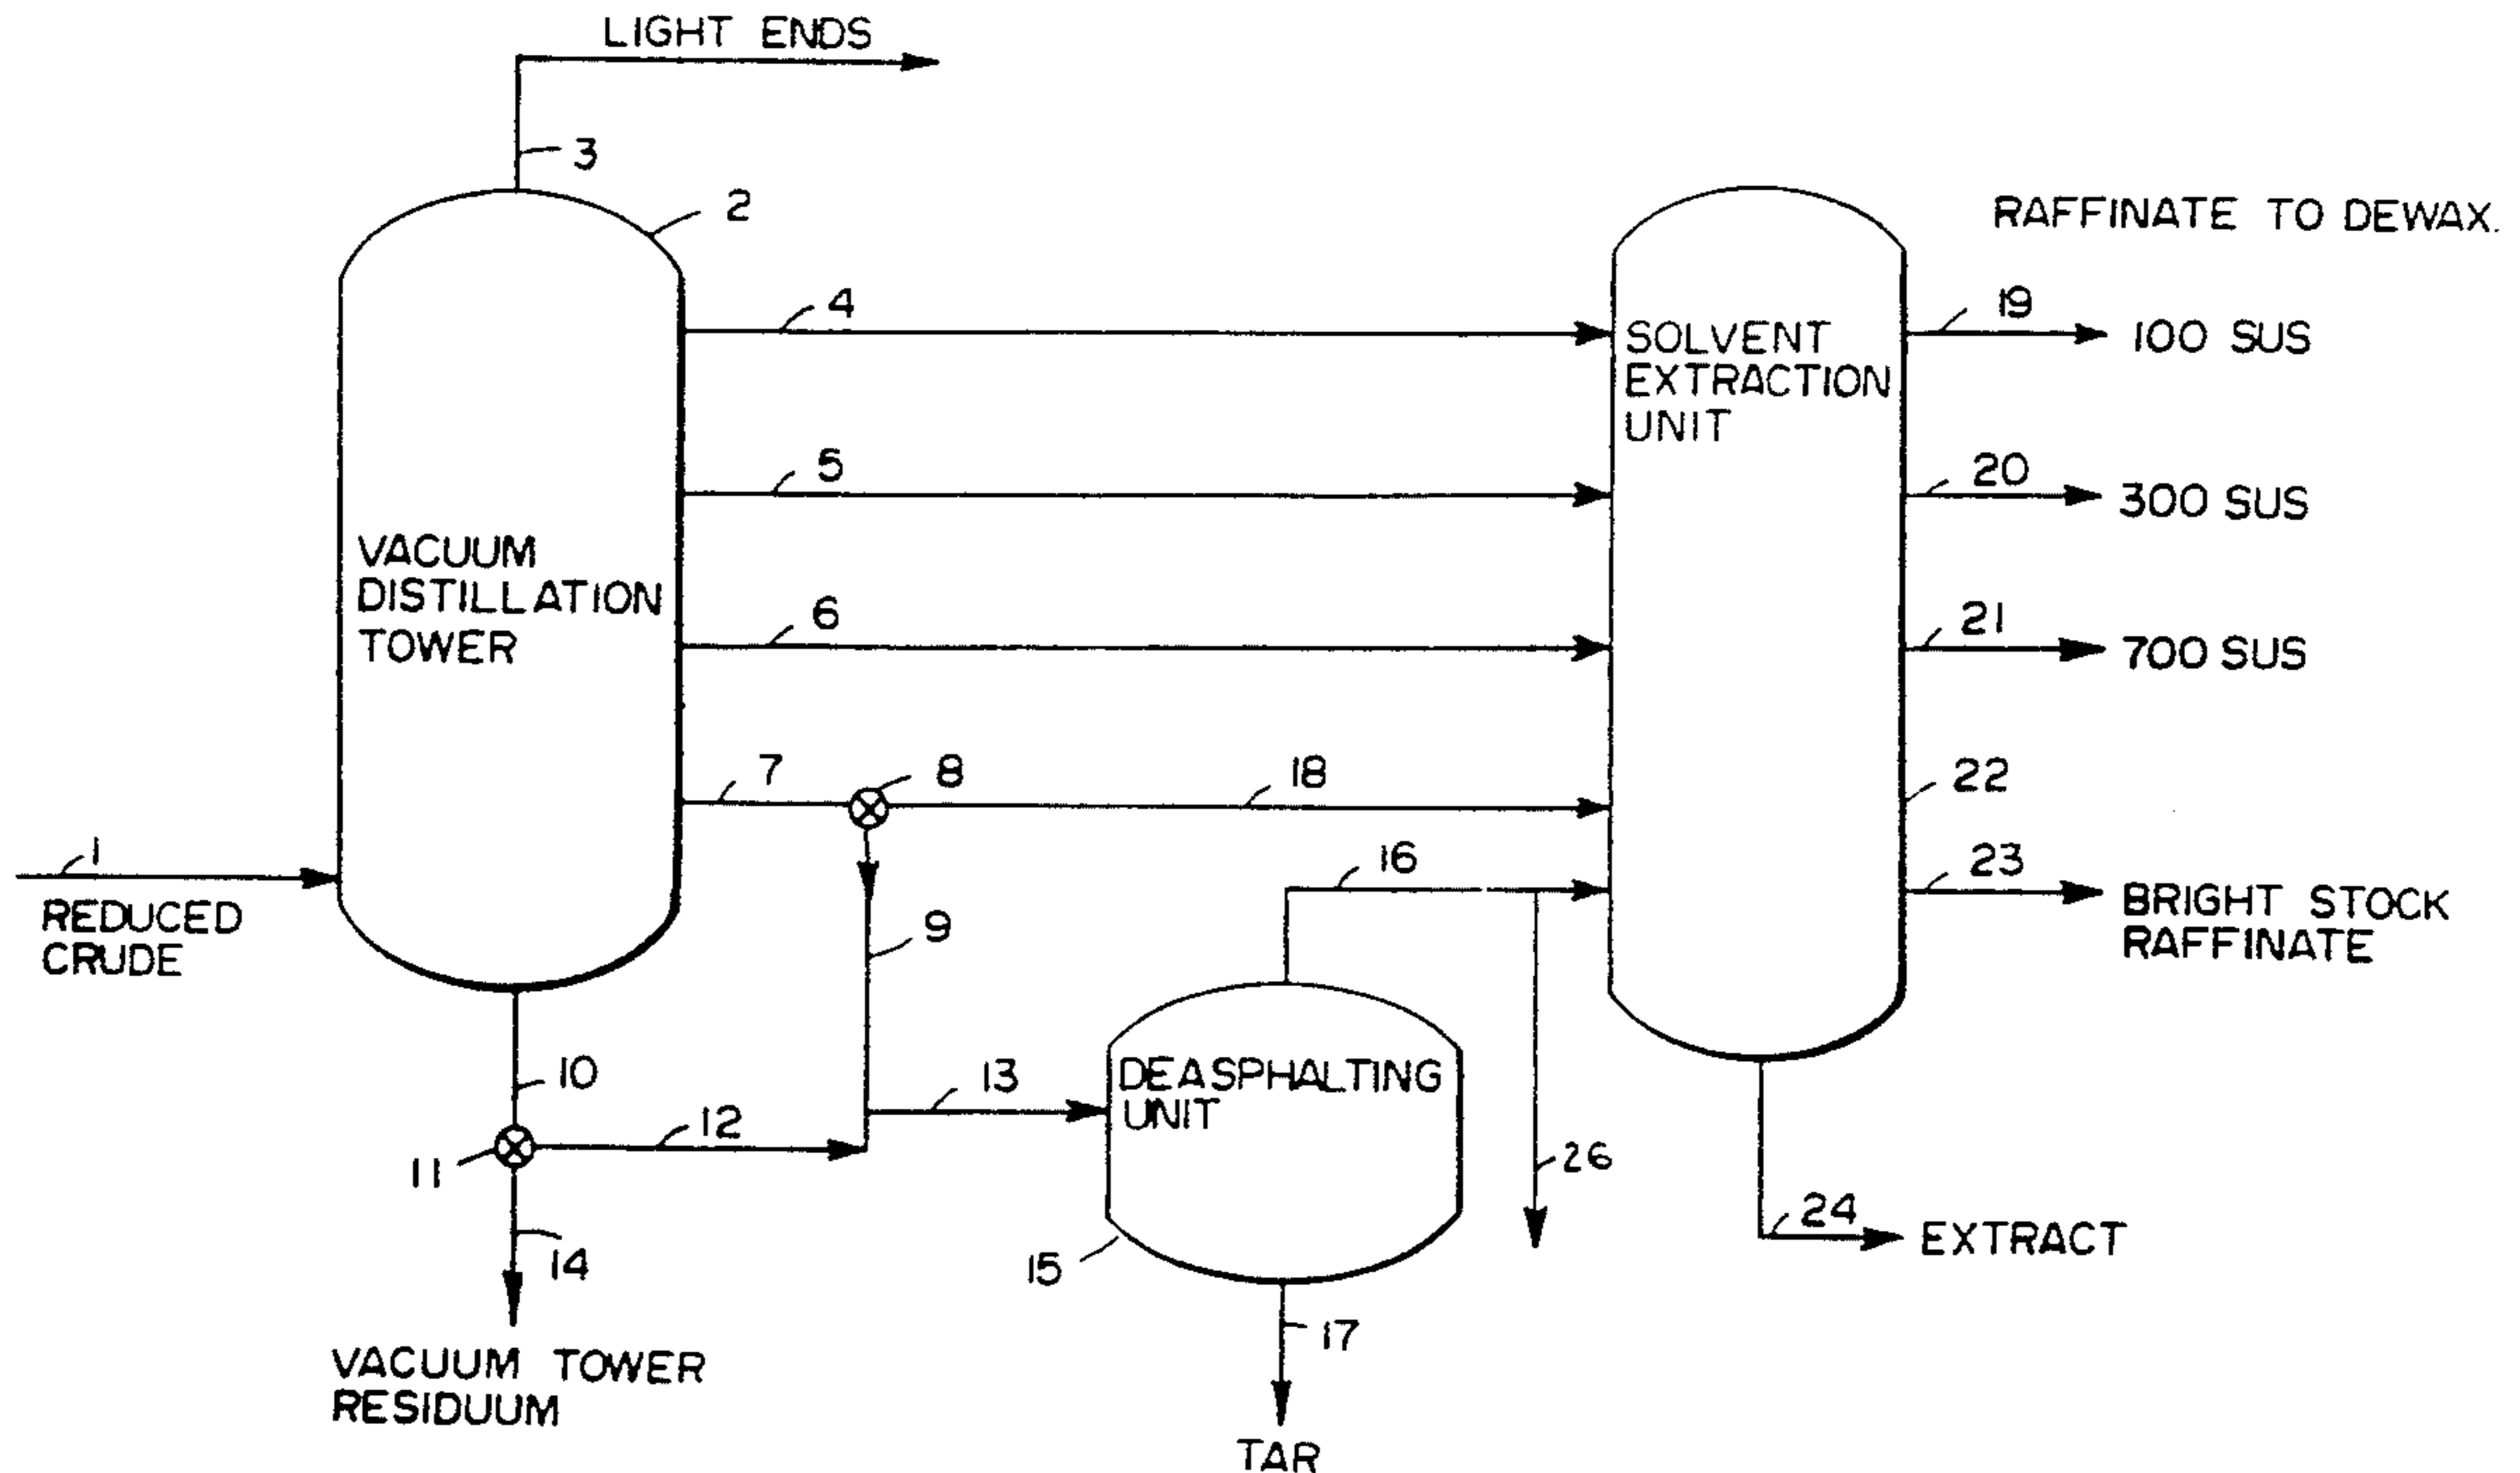 LIGHT ENDS
3
2
RAFFINATE TO DEWAX.
4
19
SOLVENT
EXTRACTION
UNIT
100 SUS
5
20
300 SUS
VACUUM
DISTILLATION
TOWER
6
21
700 SUS
7
8
18
22
1
REDUCED
CRUDE
16
23
BRIGHT STOCK
RAFFINATE
9
10
13
DEASPHALTING
UNIT
12
11
26
24
EXTRACT
14
15
17
VACUUM TOWER
RESIDUUM
TAR